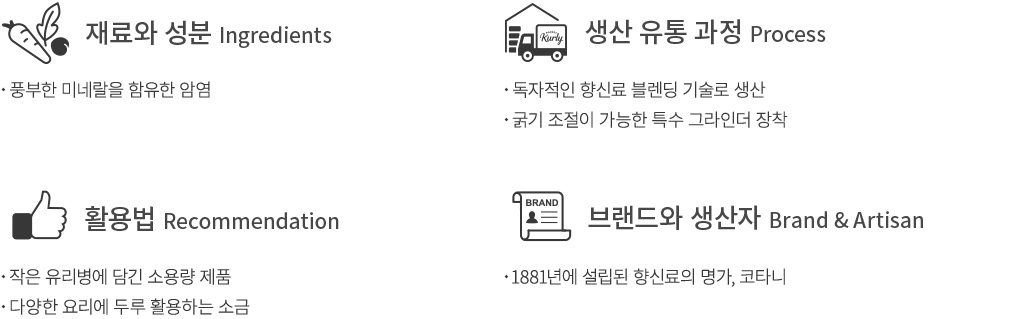 재료와 성분 Ingredients
· 풍부한 미네랄을 함유한 암염
Kurly
생산 유통 과정 Process
· 독자적인 향신료 블렌딩 기술로 생산
· 굵기 조절이 가능한 특수 그라인더 장착
활용법 Recommendation
· 작은 유리병에 담긴 소용량 제품
· 다양한 요리에 두루 활용하는 소금
BRAND
브랜드와 생산자 Brand & Artisan
· 1881년에 설립된 향신료의 명가, 코타니